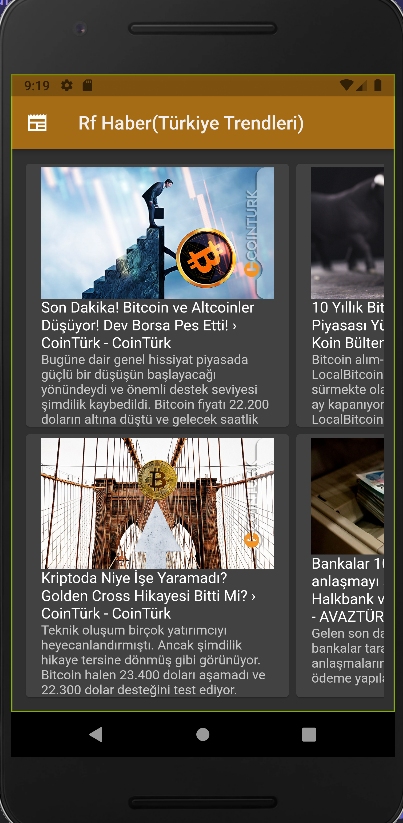 9:19
Rf Haber(Türkiye Trendleri)
COINTURK
Son Dakika! Bitcoin ve Altcoinler
Düşüyor! Dev Borsa Pes Etti! ›
CoinTürk - CoinTürk
Bugüne dair genel hissiyat piyasada
güçlü bir düşüşün başlayacağı
yönündeydi ve önemli destek seviyesi
şimdilik kaybedildi. Bitcoin fiyatı 22.200
doların altına düştü ve gelecek saatlik
10 Yıllık Bit
Piyasası Yü
Koin Bülter
Bitcoin alım-
LocalBitcoin
sürmekte ola
ay kapanıyor
LocalBitcoin
Kriptoda Niye İşe Yaramadı?
Golden Cross Hikayesi Bitti Mi? ›
CoinTürk - CoinTürk
Teknik oluşum birçok yatırımcıyı
heyecanlandırmıştı. Ancak şimdilik
hikaye tersine dönmüş gibi görünüyor.
Bitcoin halen 23.400 doları aşamadı ve
22.300 dolar desteğini test ediyor.
Bankalar 10
anlaşmayı
Halkbank v
- AVAZTÜR
Gelen son da
bankalar tara
anlaşmaların
ödeme yapıla